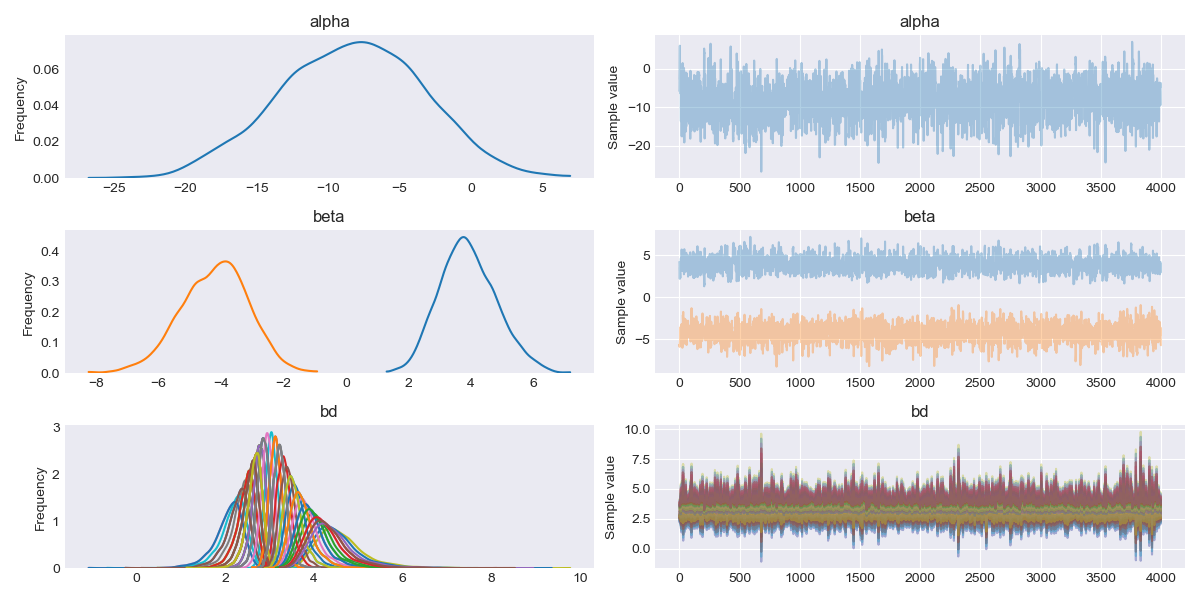 alpha
Frequency
0.06
0.04
0.02
0.00
−25 −20 −15 −10 −5 0 5
alpha
Sample value
0
−10
−20
0 500 1000 1500 2000 2500 3000 3500 4000
beta
Frequency
0.4
0.3
0.2
0.1
0.0
−8 −6 −4 −2 0 2 4 6
beta
Sample value
5
0
−5
0 500 1000 1500 2000 2500 3000 3500 4000
bd
Frequency
3
2
1
0
0 2 4 6 8 10
bd
Sample value
10.0
7.5
5.0
2.5
0.0
0 500 1000 1500 2000 2500 3000 3500 4000